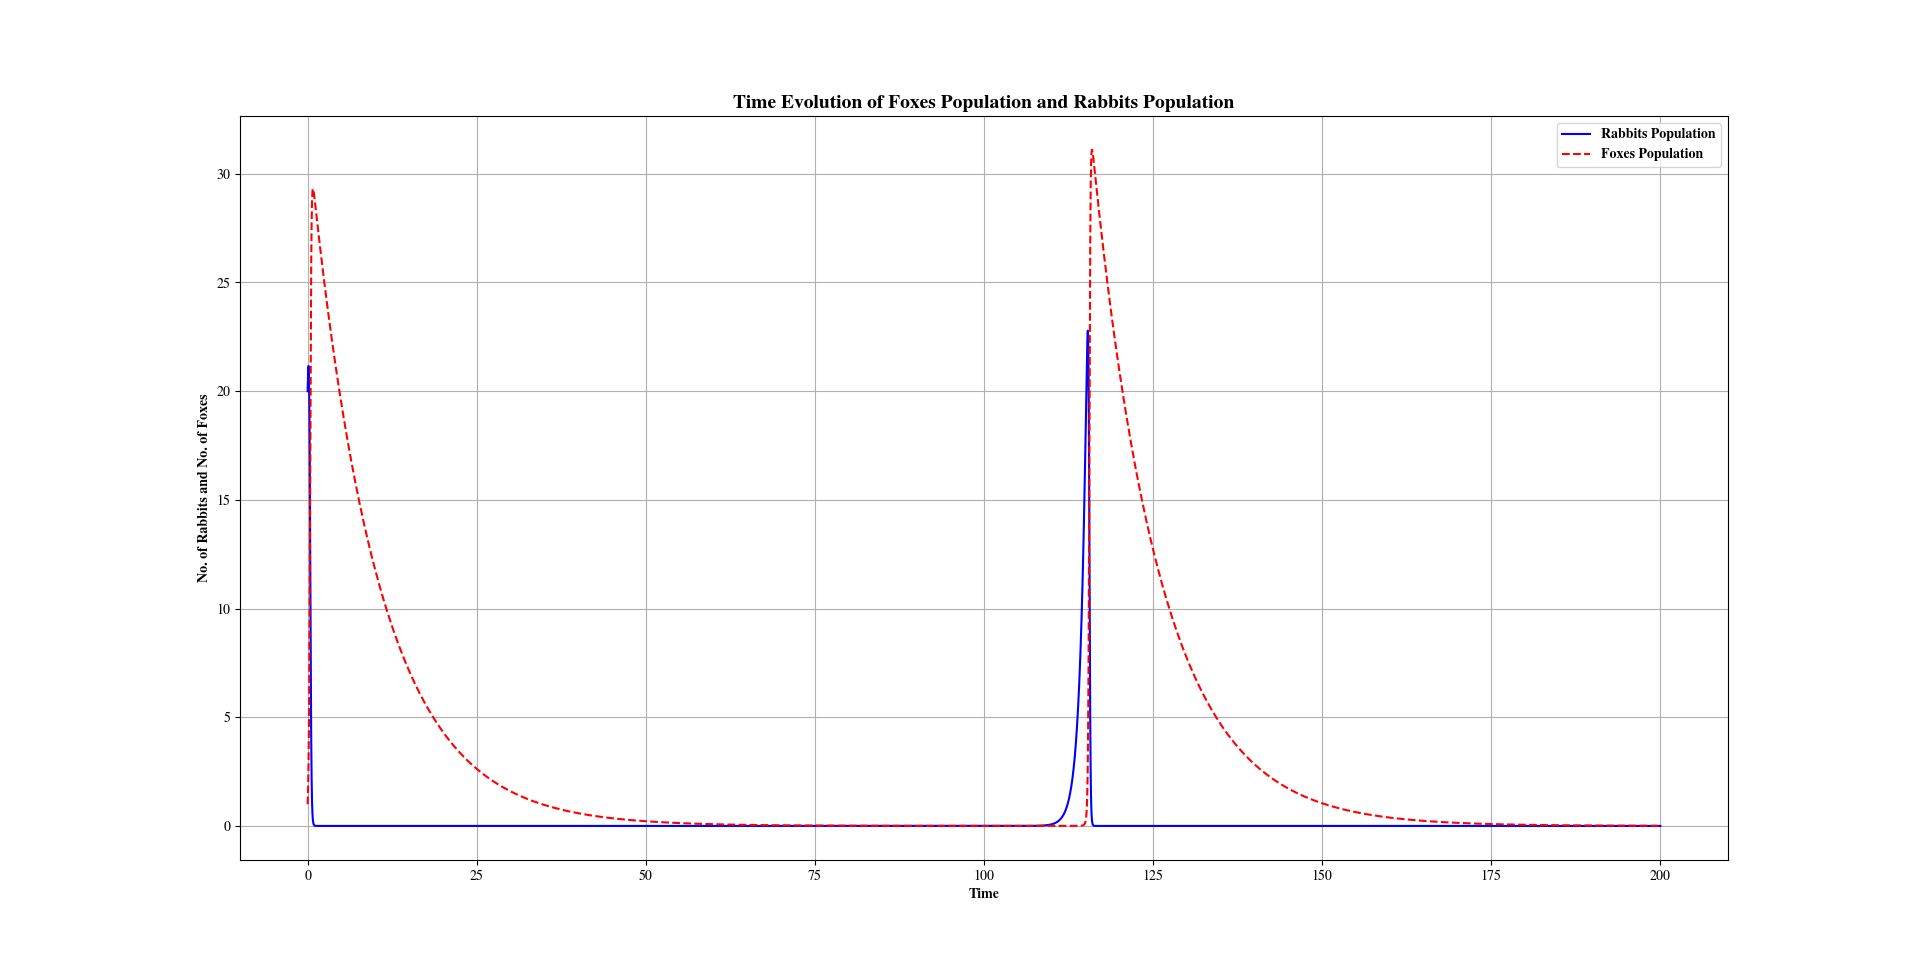 Time Evolution of Foxes Population and Rabbits Population
Rabbits Population
Foxes Population
No. of Rabbits and No. of Foxes
30
25
20
15
10
5
0
0 25 50 75 100 125 150 175 200
Time